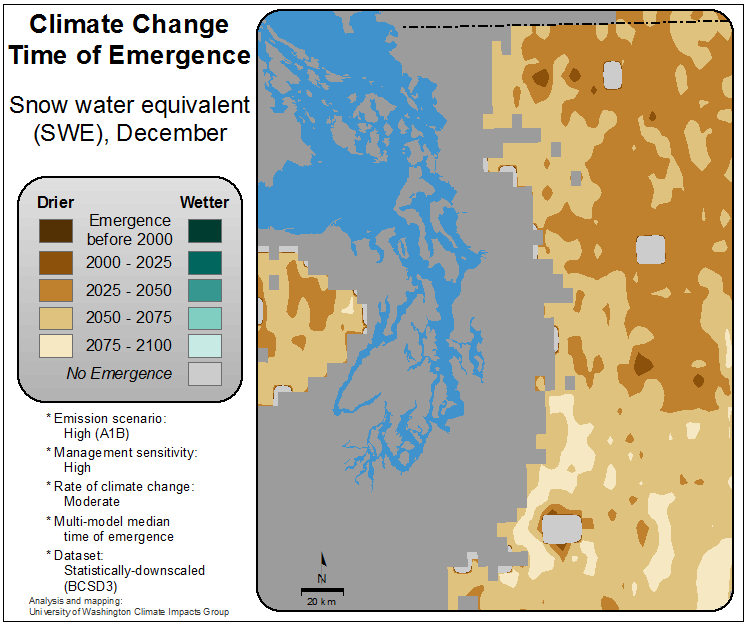 Climate Change
Time of Emergence
Snow water equivalent
(SWE), December
Drier Wetter
Emergence
before 2000
2000 - 2025
2025 - 2050
2050 - 2075
2075 - 2100
No Emergence
* Emission scenario:
High (A1B)
* Management sensitivity:
High
* Rate of climate change:
Moderate
* Multi-model median
time of emergence
* Dataset:
Statistically-downscaled
(BCSD3)
Analysis and mapping:
University of Washington Climate Impacts Group
N
20 km